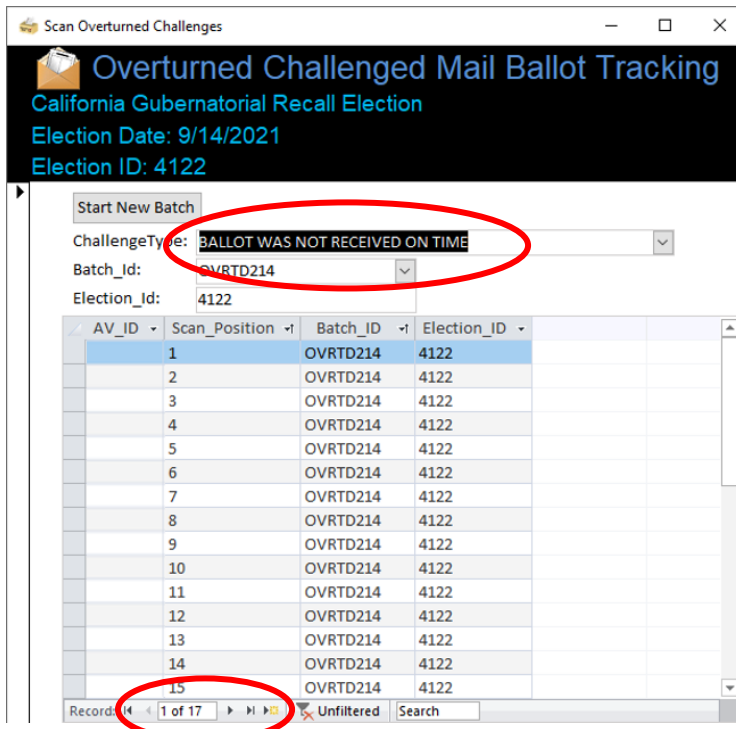 Scan Overturned Challenges
Overturned Challenged Mail Ballot Tracking
California Gubernatorial Recall Election
Election Date: 9/14/2021
Election ID: 4122
Start New Batch
ChallengeType: BALLOT WAS NOT RECEIVED ON TIME
Batch_Id: OVRTD214
Election_Id: 4122
AV_ID Scan_Position Batch_ID Election_ID
1 OVRTD214 4122
2 OVRTD214 4122
3 OVRTD214 4122
4 OVRTD214 4122
5 OVRTD214 4122
6 OVRTD214 4122
7 OVRTD214 4122
8 OVRTD214 4122
9 OVRTD214 4122
10 OVRTD214 4122
11 OVRTD214 4122
12 OVRTD214 4122
13 OVRTD214 4122
14 OVRTD214 4122
15 OVRTD214 4122
Record: 1 of 17 Unfiltered Search